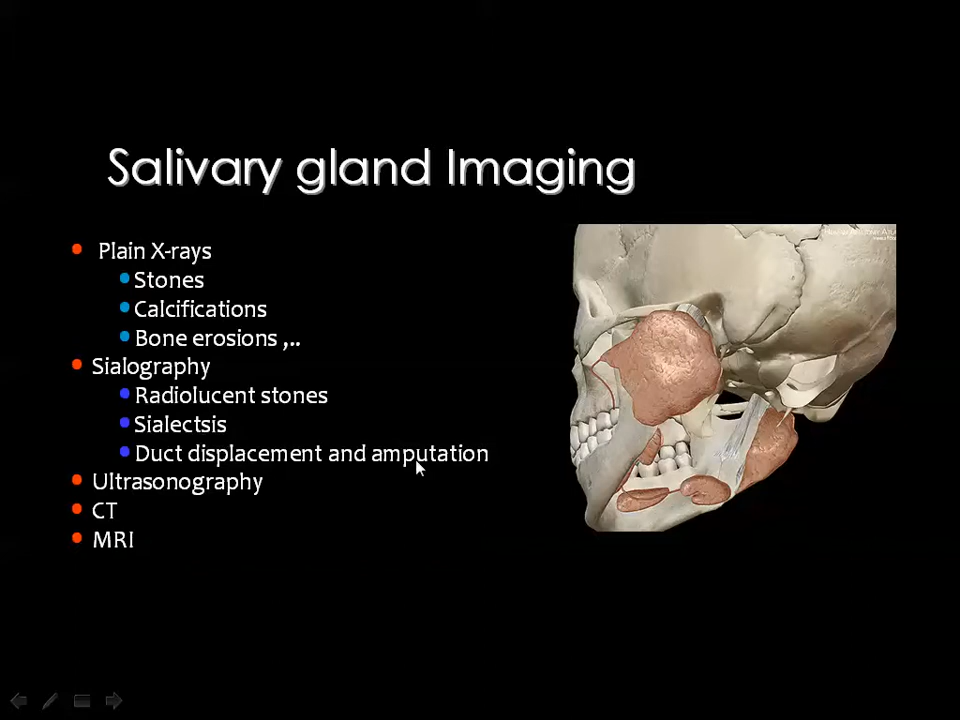 Salivary gland Imaging
Plain X-rays
Stones
Calcifications
Bone erosions ,..
Sialography
Radiolucent stones
Sialectsis
Duct displacement and amputation
Ultrasonography
CT
MRI